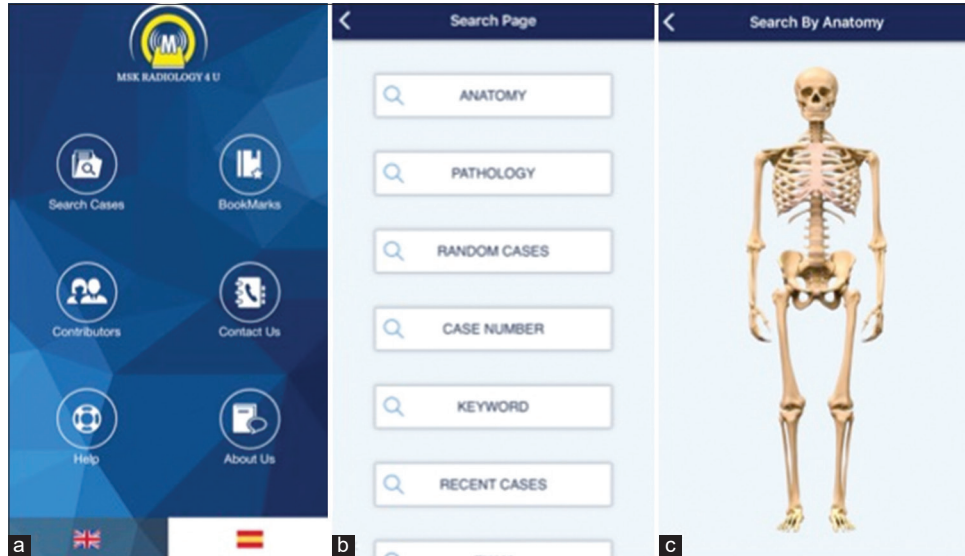 MSK RADIOLOGY 4 U
Search Cases
BookMarks
Contributors
Contact Us
Help
About Us
a
Search Page
ANATOMY
PATHOLOGY
RANDOM CASES
CASE NUMBER
KEYWORD
RECENT CASES
b
Search By Anatomy
c